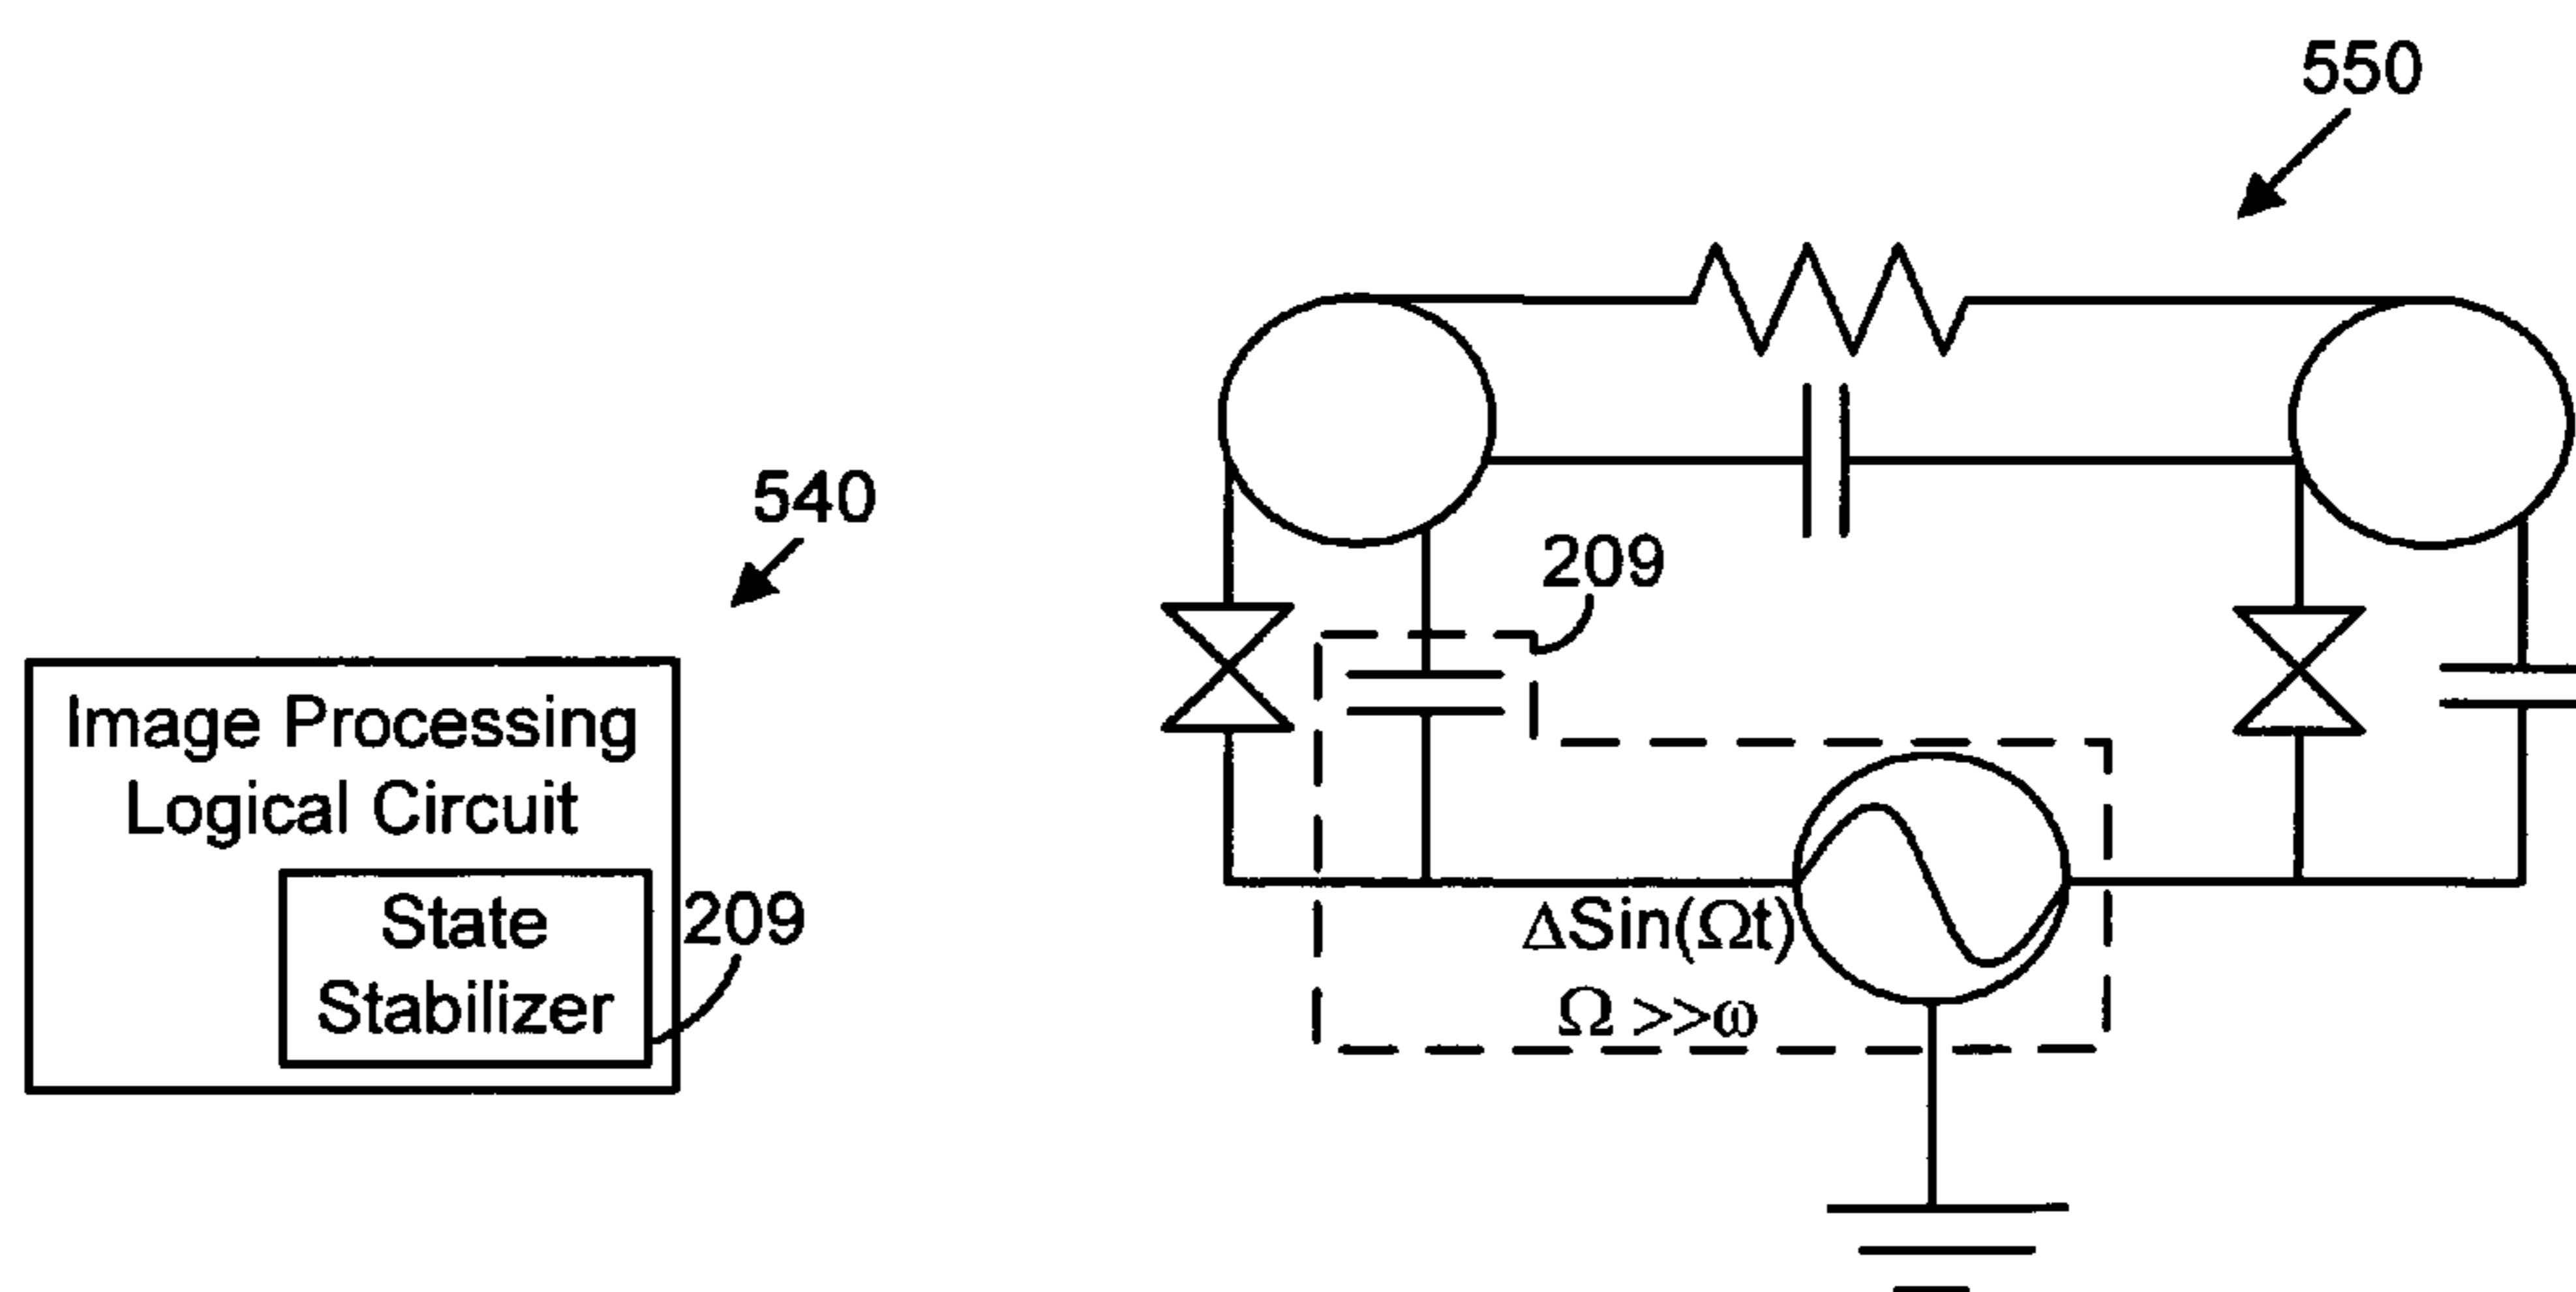 550
540
209
Image Processing
Logical Circuit
State
Stabilizer
209
ΔSin(Ωt)
Ω >>ω